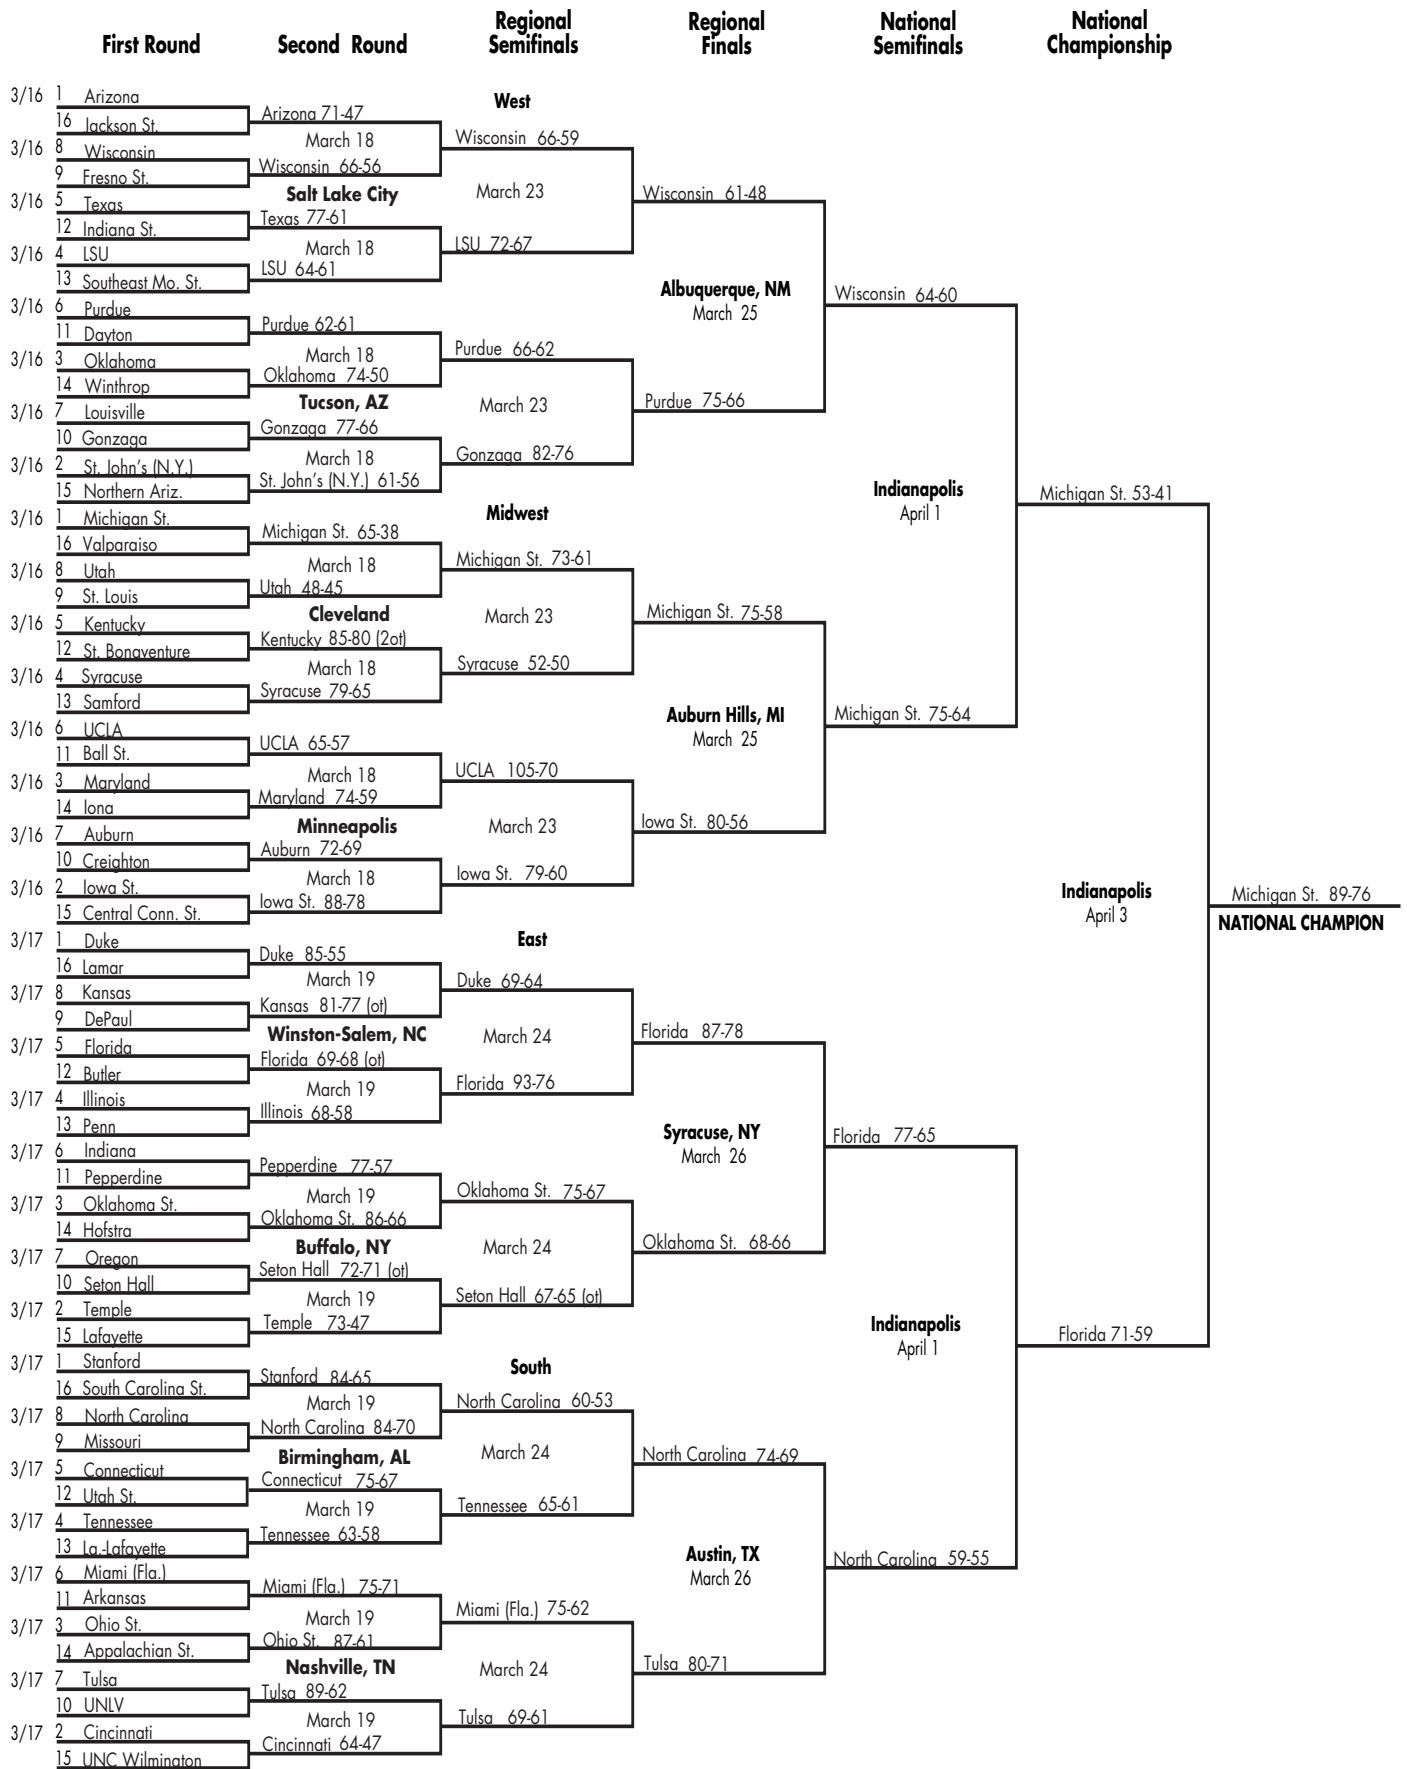 First Round
Second Round
Regional
Semifinals
Regional
Finals
National
Semifinals
National
Championship
3/16 1 Arizona
16 Jackson St.
3/16 8 Wisconsin
9 Fresno St.
3/16 5 Texas
12 Indiana St.
3/16 4 LSU
13 Southeast Mo. St.
3/16 6 Purdue
11 Dayton
3/16 3 Oklahoma
14 Winthrop
3/16 7 Louisville
10 Gonzaga
3/16 2 St. John's (N.Y.)
15 Northern Ariz.
3/16 1 Michigan St.
16 Valparaiso
3/16 8 Utah
9 St. Louis
3/16 5 Kentucky
12 St. Bonaventure
3/16 4 Syracuse
13 Samford
3/16 6 UCLA
11 Ball St.
3/16 3 Maryland
14 Iona
3/16 7 Auburn
10 Creighton
3/16 2 Iowa St.
15 Central Conn. St.
3/17 1 Duke
16 Lamar
3/17 8 Kansas
9 DePaul
3/17 5 Florida
12 Butler
3/17 4 Illinois
13 Penn
3/17 6 Indiana
11 Pepperdine
3/17 3 Oklahoma St.
14 Hofstra
3/17 7 Oregon
10 Seton Hall
3/17 2 Temple
15 Lafayette
3/17 1 Stanford
16 South Carolina St.
3/17 8 North Carolina
9 Missouri
3/17 5 Connecticut
12 Utah St.
3/17 4 Tennessee
13 La.-Lafayette
3/17 6 Miami (Fla.)
11 Arkansas
3/17 3 Ohio St.
14 Appalachian St.
3/17 7 Tulsa
10 UNLV
3/17 2 Cincinnati
15 UNC Wilmington
Arizona 71-47
March 18
Wisconsin 66-56
Salt Lake City
Texas 77-61
March 18
LSU 64-61
Purdue 62-61
March 18
Oklahoma 74-50
Tucson, AZ
Gonzaga 77-66
March 18
St. John's (N.Y.) 61-56
Michigan St. 65-38
March 18
Utah 48-45
Cleveland
Kentucky 85-80 (2ot)
March 18
Syracuse 79-65
UCLA 65-57
March 18
Maryland 74-59
Minneapolis
Auburn 72-69
March 18
Iowa St. 88-78
Duke 85-55
March 19
Kansas 81-77 (ot)
Winston-Salem, NC
Florida 69-68 (ot)
March 19
Illinois 68-58
Pepperdine 77-57
March 19
Oklahoma St. 86-66
Buffalo, NY
Seton Hall 72-71 (ot)
March 19
Temple 73-47
Stanford 84-65
March 19
North Carolina 84-70
Birmingham, AL
Connecticut 75-67
March 19
Tennessee 63-58
Miami (Fla.) 75-71
March 19
Ohio St. 87-61
Nashville, TN
Tulsa 89-62
March 19
Cincinnati 64-47
West
Wisconsin 66-59
March 23
LSU 72-67
Purdue 66-62
March 23
Gonzaga 82-76
Midwest
Michigan St. 73-61
March 23
Syracuse 52-50
UCLA 105-70
March 23
Iowa St. 79-60
East
Duke 69-64
March 24
Florida 93-76
Oklahoma St. 75-67
March 24
Seton Hall 67-65 (ot)
South
North Carolina 60-53
March 24
Tennessee 65-61
Miami (Fla.) 75-62
March 24
Tulsa 69-61
Wisconsin 61-48
Albuquerque, NM
March 25
Purdue 75-66
Michigan St. 75-58
Auburn Hills, MI
March 25
Iowa St. 80-56
Florida 87-78
Syracuse, NY
March 26
Oklahoma St. 68-66
North Carolina 74-69
Austin, TX
March 26
Tulsa 80-71
Wisconsin 64-60
Indianapolis
April 1
Michigan St. 75-64
Florida 77-65
Indianapolis
April 1
North Carolina 59-55
Michigan St. 53-41
Indianapolis
April 3
Florida 71-59
Michigan St. 89-76
NATIONAL CHAMPION